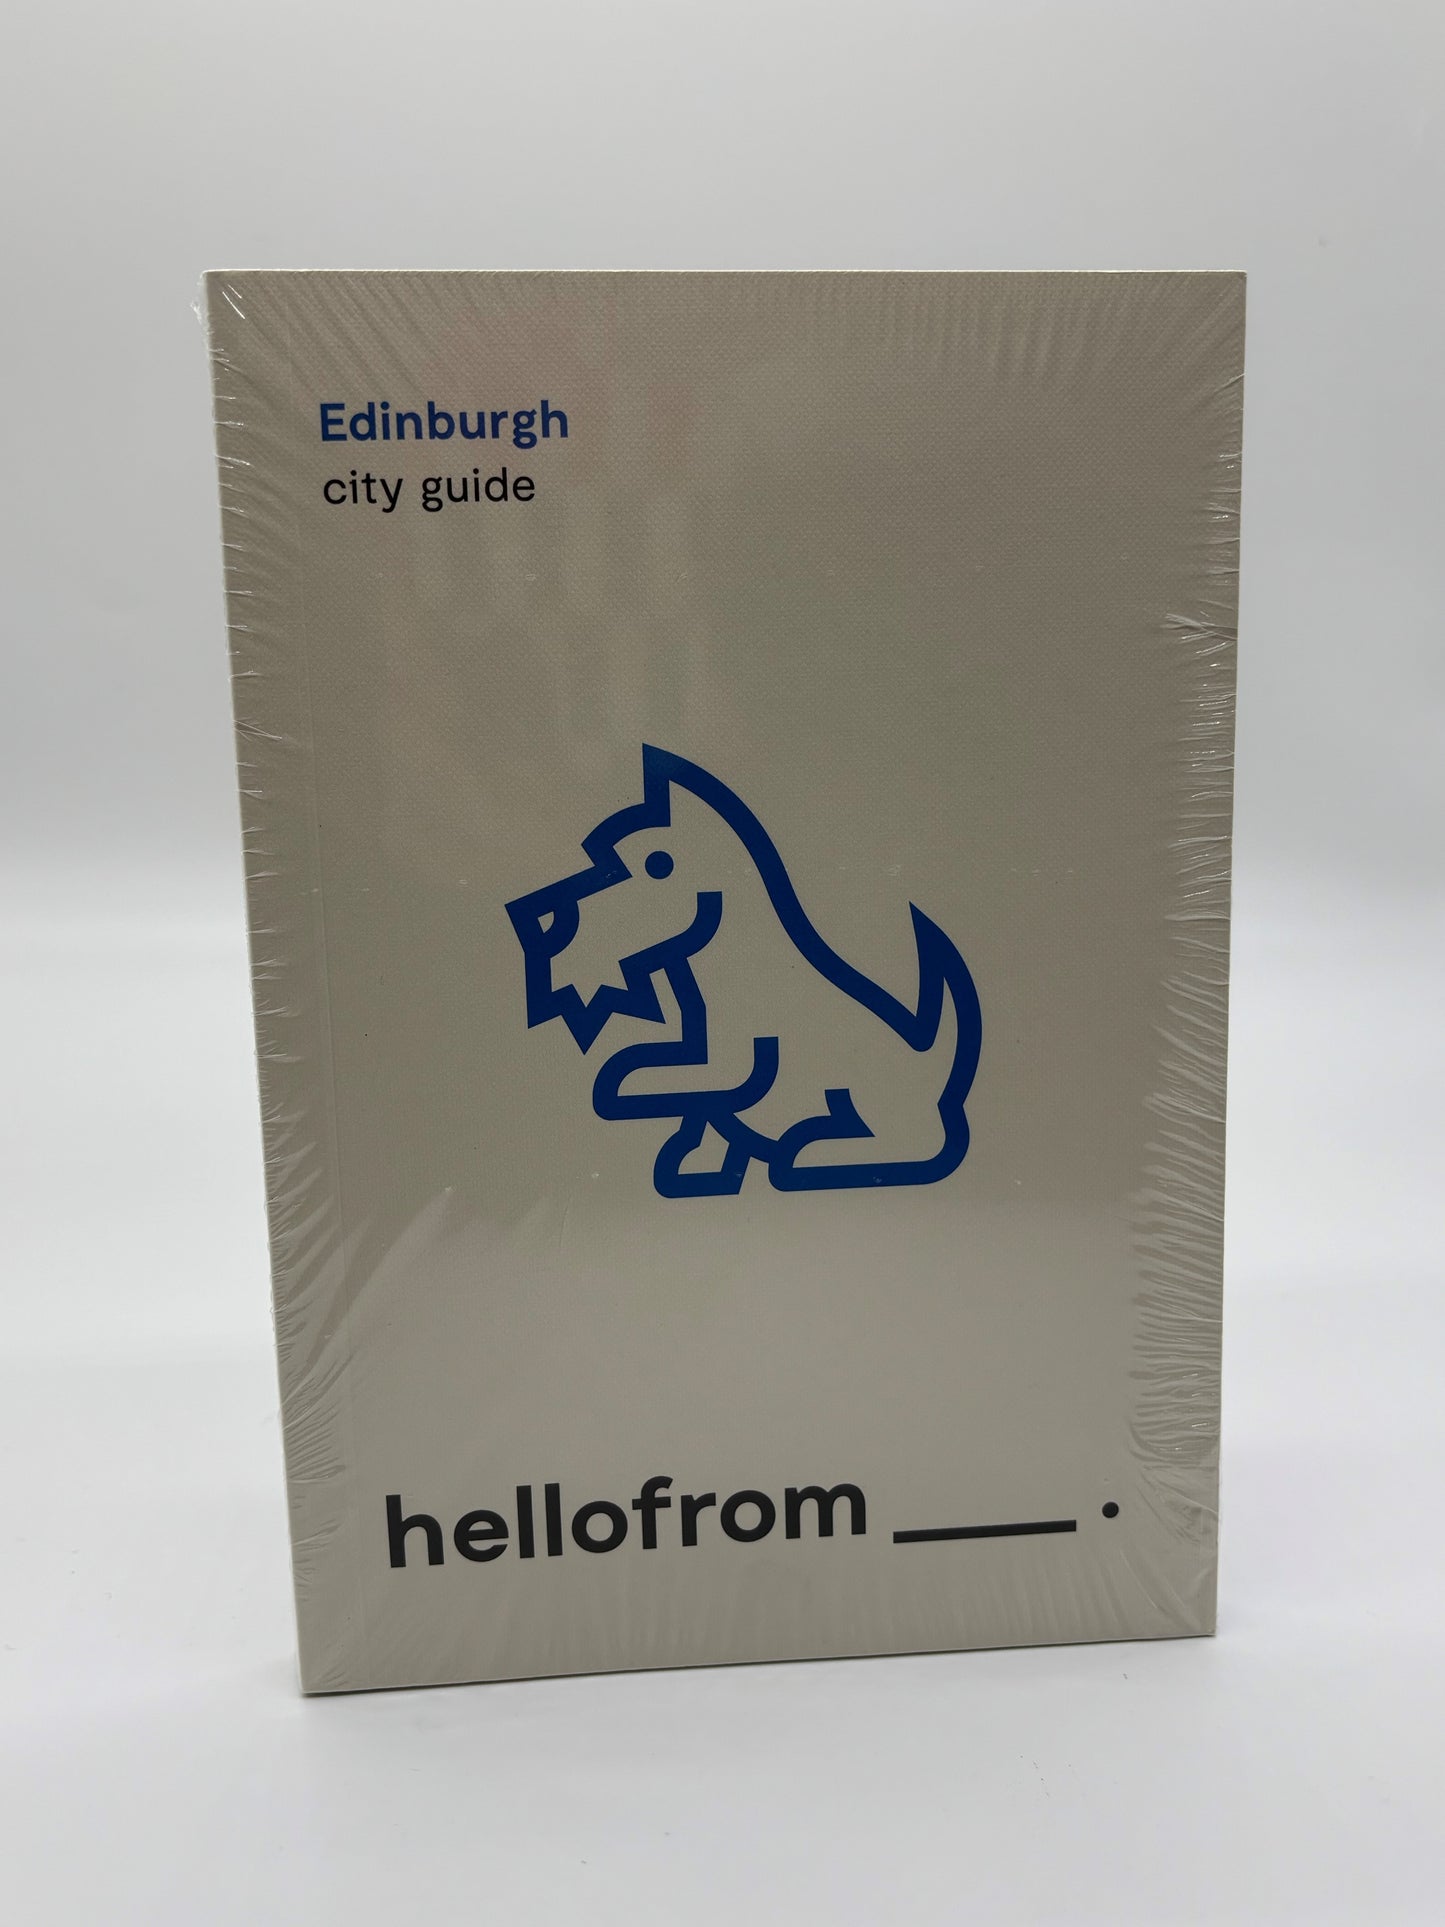 Edinburgh
city guide
hellofrom ___ .